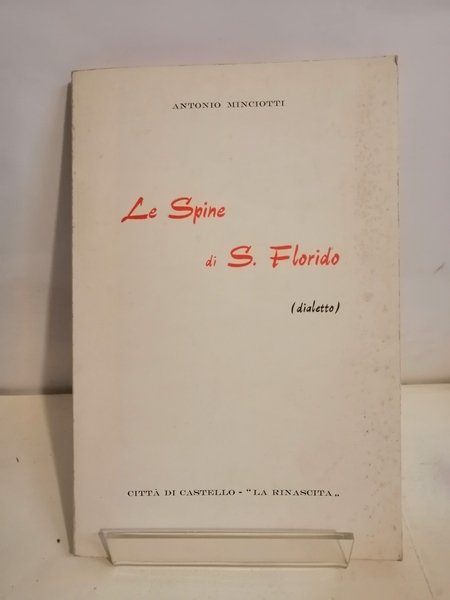 ANTONIO MINCIOTTI
Le Spine
di S. Florido
(dialetto)
CITTÀ DI CASTELLO - "LA RINASCITA„